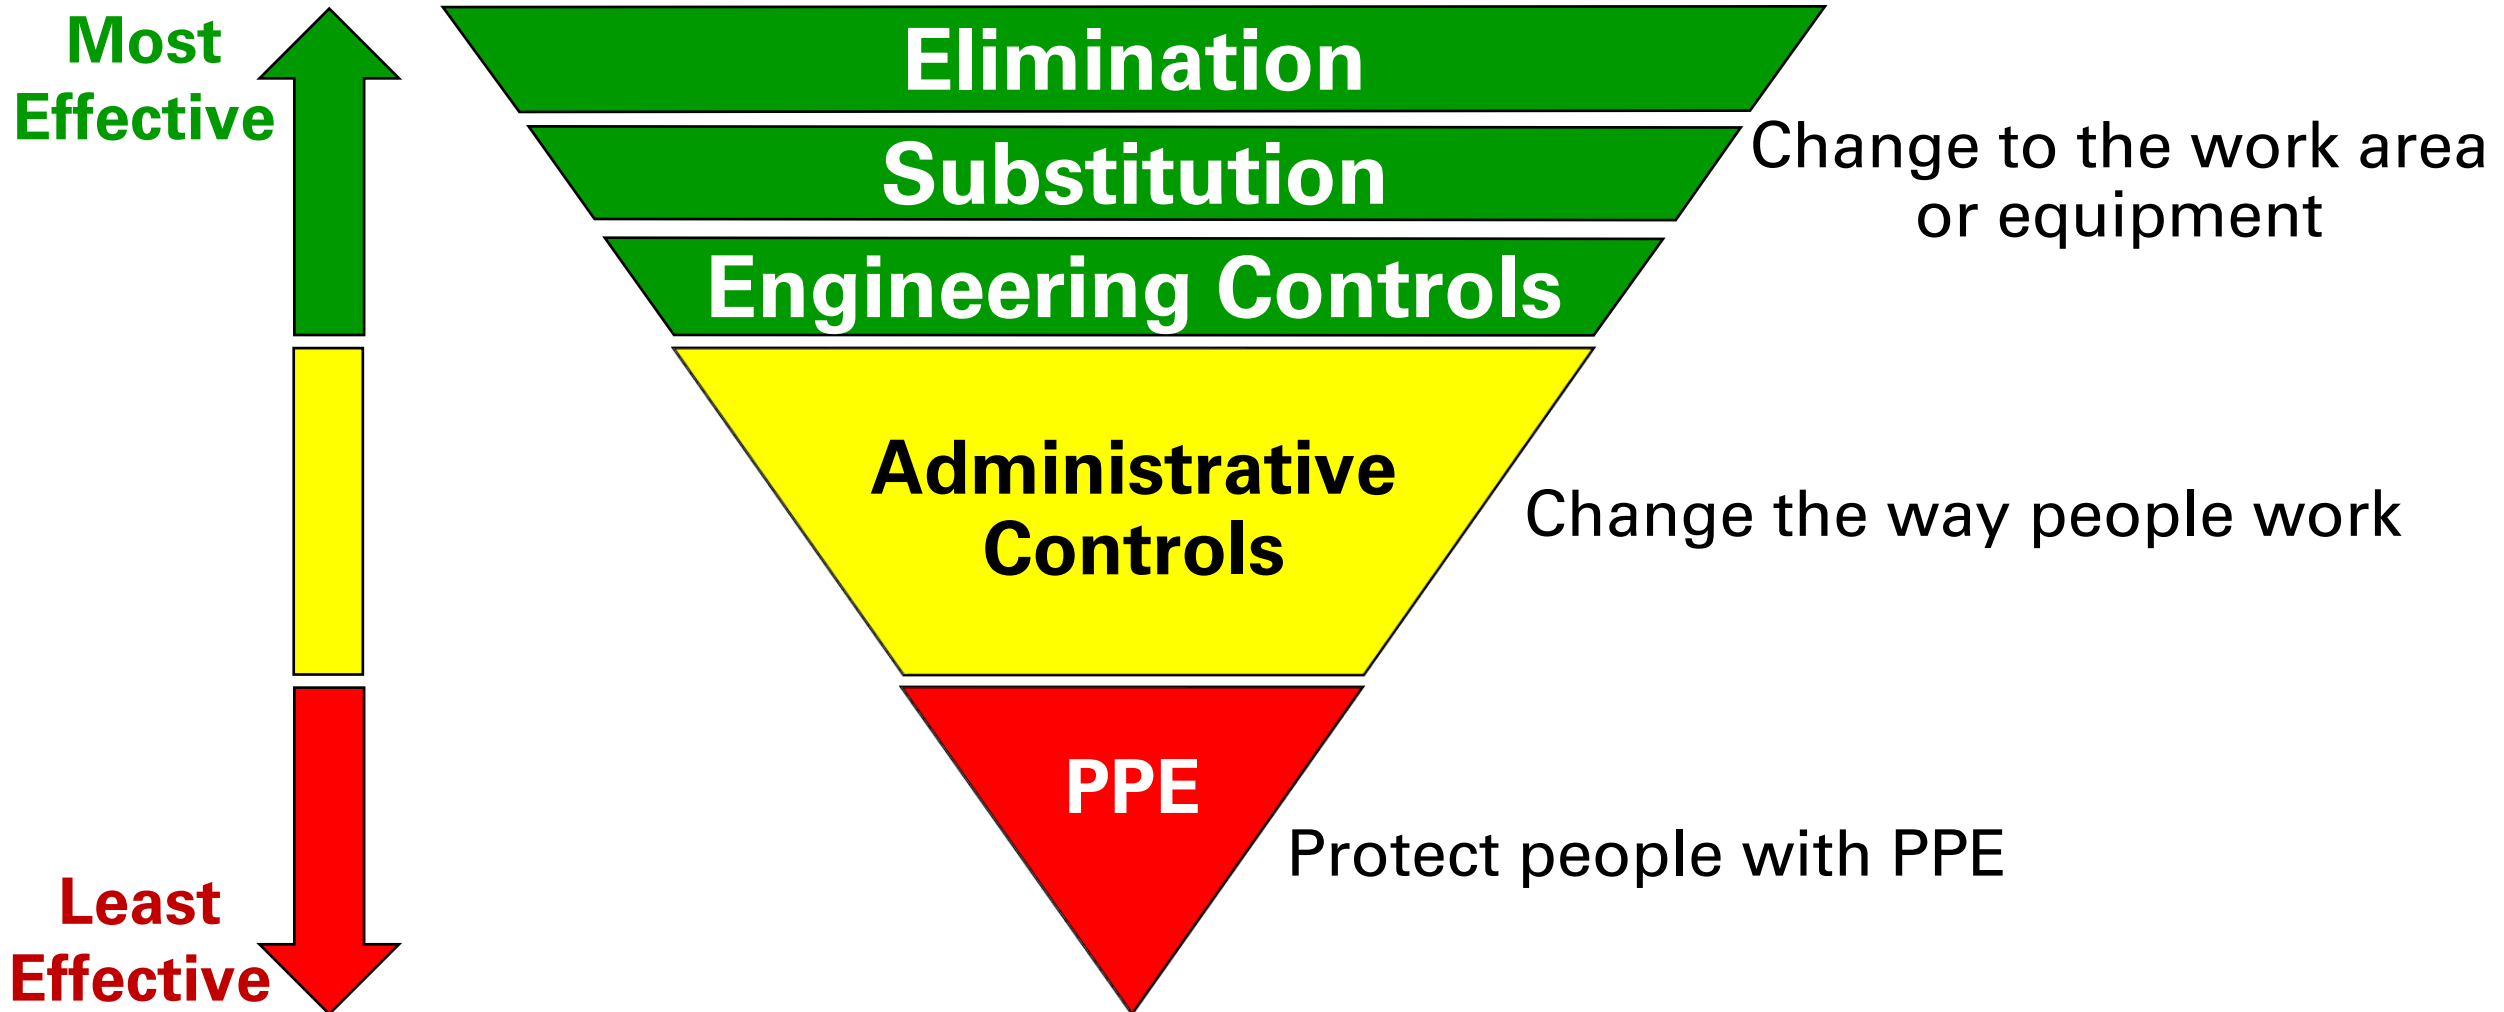 Most
Effective
Elimination
Substitution
Change to the work area
or equipment
Engineering Controls
Administrative
Controls
Change the way poeople work
PPE
Protect people with PPE
Least
Effective